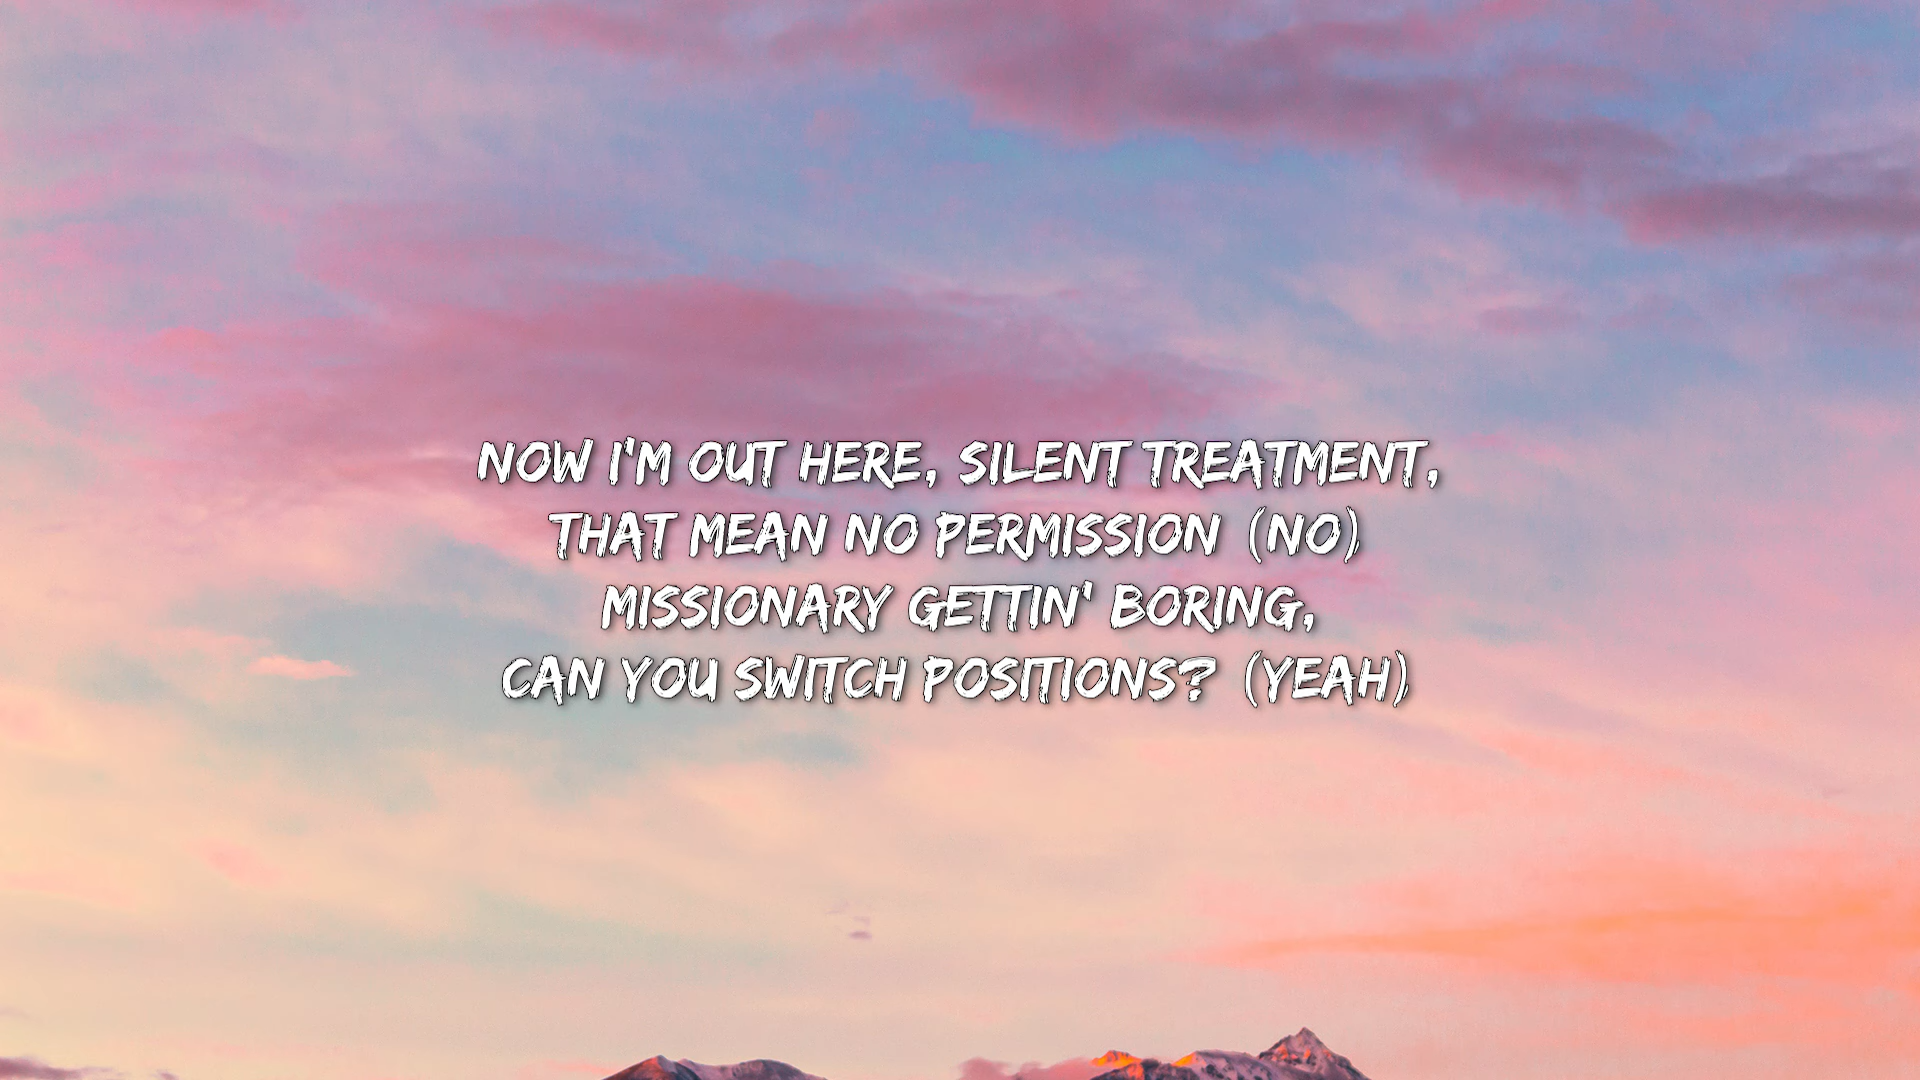 NOW I'M OUT HERE, SILENT TREATMENT,
THAT MEAN NO PERMISSION (NO)
MISSIONARY GETTIN' BORING,
CAN YOU SWITCH POSITIONS? (YEAH)